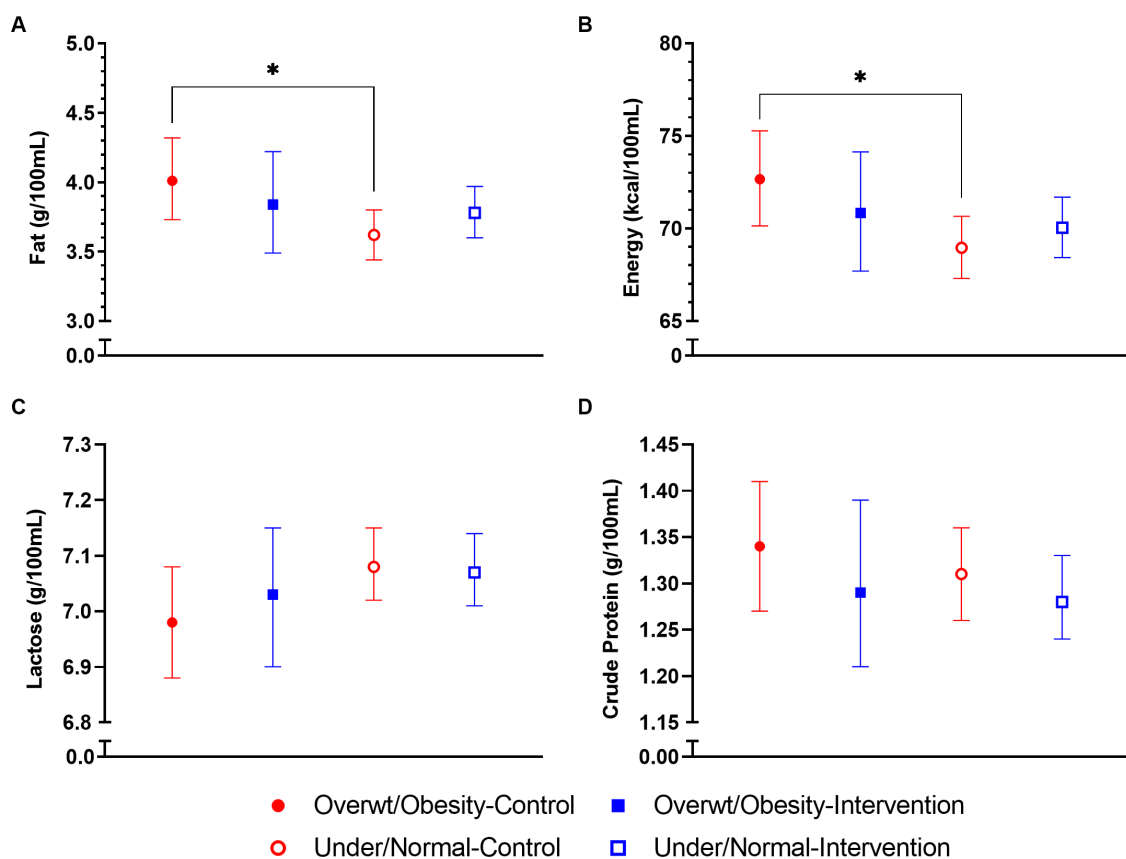 A
Fat (g/100mL)
5.0
4.5
4.0
3.5
3.0
0.0
*
B
Energy (kcal/100mL)
80
75
70
65
0
*
C
Lactose (g/100mL)
7.3
7.2
7.1
7.0
6.9
6.8
0.0
D
Crude Protein (g/100mL)
1.45
1.40
1.35
1.30
1.25
1.20
1.15
0.00
Overwt/Obesity-Control
Overwt/Obesity-Intervention
Under/Normal-Control
Under/Normal-Intervention